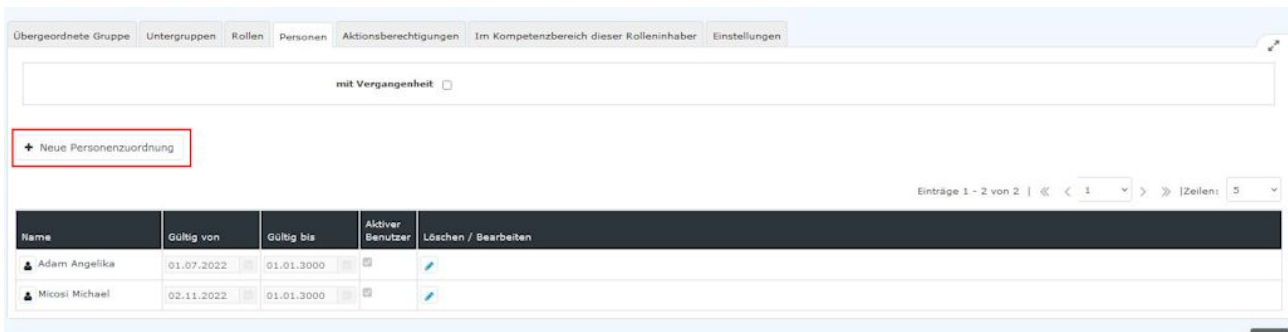 Übergeordnete Gruppe Untergruppen Rollen Personen Aktionsberechtigungen Im Kompetenzbereich dieser Rolleninhaber Einstellungen
mit Vergangenheit
+ Neue Personenzuordnung
Einträge 1 - 2 von 2 | « < 1 > » |Zeilen: 5
Name Gültig von Gültig bis Aktiver Benutzer Löschen / Bearbeiten
Adam Angelika 01.07.2022 01.01.3000
Micosi Michael 02.11.2022 01.01.3000